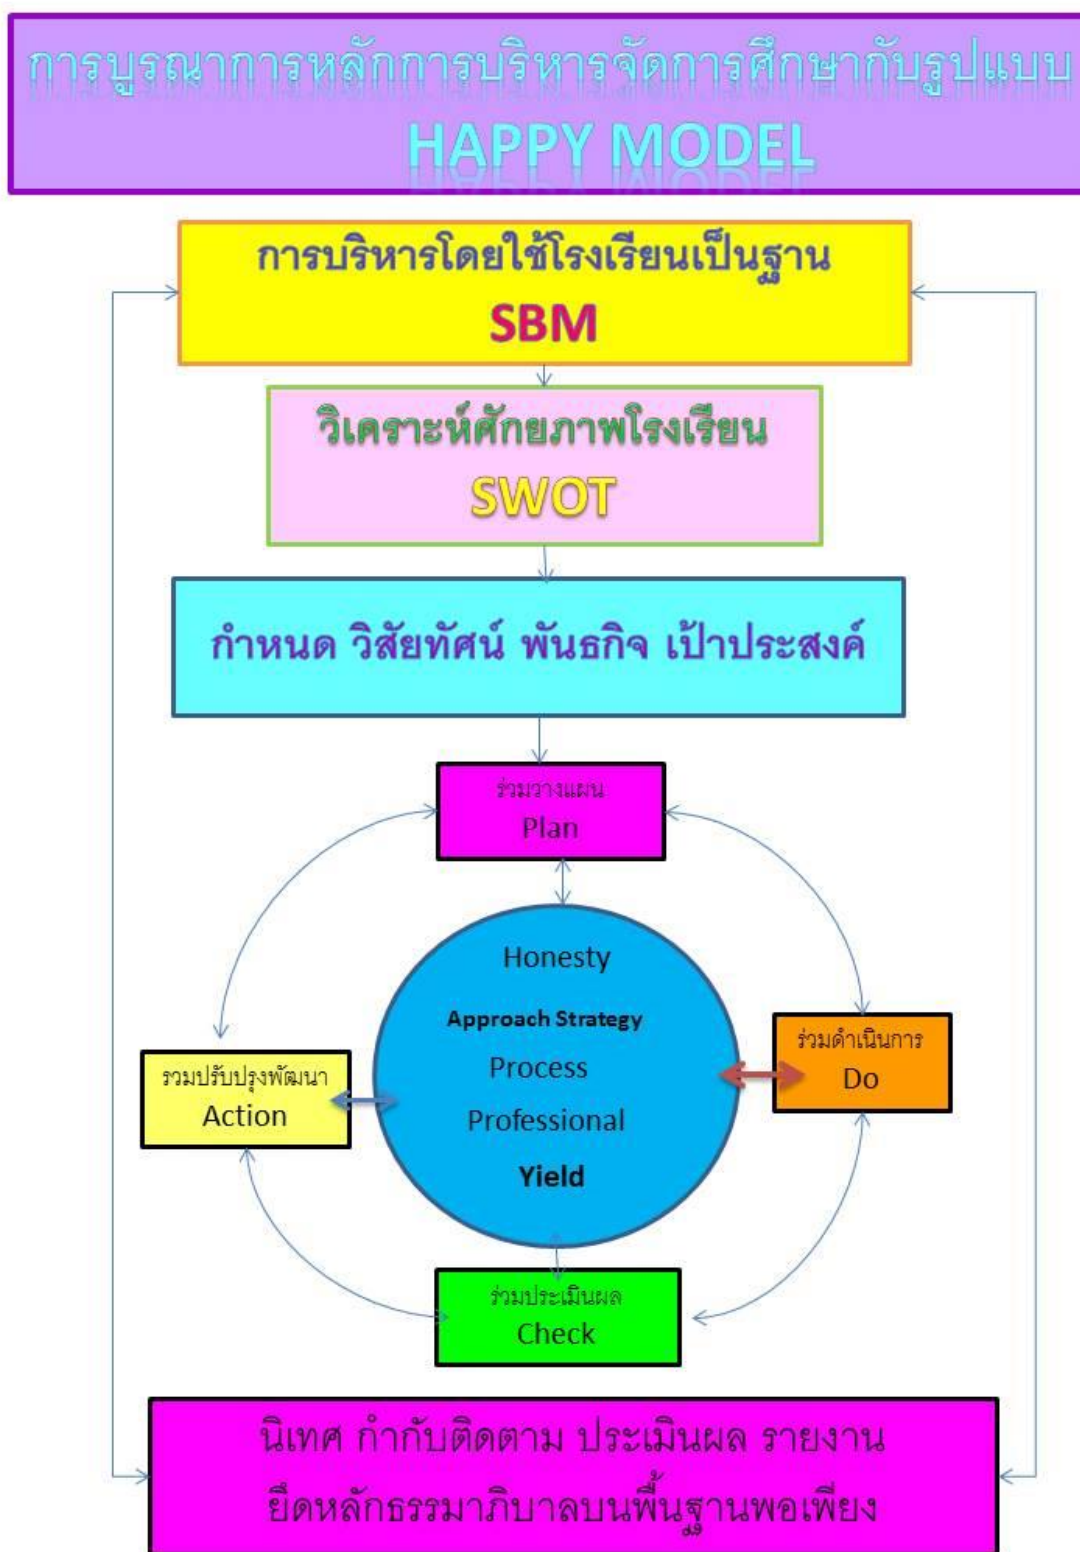 การบูรณาการหลักการบริหารจัดการศึกษากับรูปแบบ
HAPPY MODEL
การบริหารโดยใช้โรงเรียนเป็นฐาน
SBM
วิเคราะห์ศักยภาพโรงเรียน
SWOT
กำหนด วิสัยทัศน์ พันธกิจ เป้าประสงค์
ร่วมวางแผน
Plan
Honesty
Approach Strategy
Process
Professional
Yield
ร่วมดำเนินการ
Do
รวมปรับปรุงพัฒนา
Action
ร่วมประเมินผล
Check
นิเทศ กำกับติดตาม ประเมินผล รายงาน
ยึดหลักธรรมาภิบาลบนพื้นฐานพอเพียง